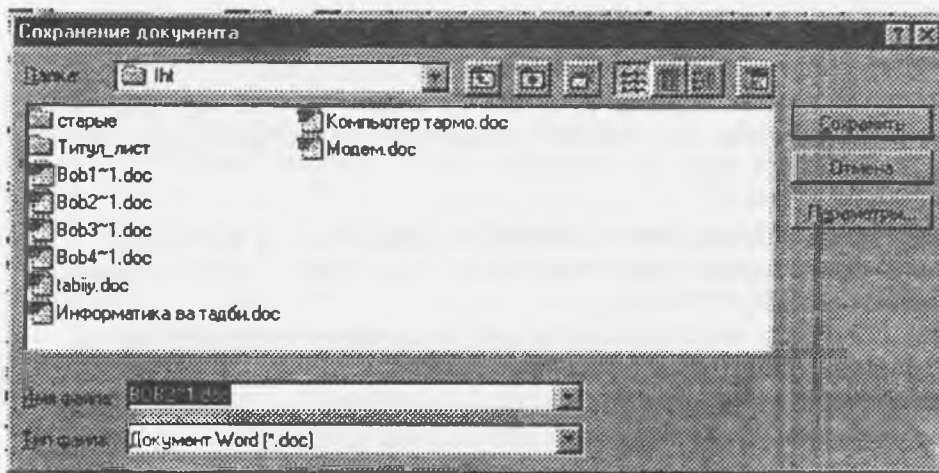 Сохранение документа
Папка: lht
старые
Титул_лист
Bob1~1.doc
Bob2~1.doc
Bob3~1.doc
Bob4~1.doc
tabiiy.doc
Информатика ва тадби.doc
Компьютер тармо.doc
Модем.doc
Сохранить
Отмена
Параметры...
Имя файла: BOB2~1.doc
Тип файла: Документ Word (*.doc)